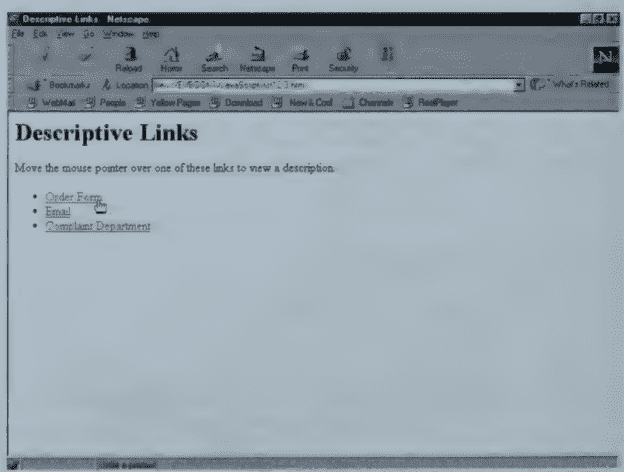 Descriptive Links Netscape
File Edit View Go Window Help
Reload Home Search Netscape Print Security
N
Bookmarks Location What's Related
WebMail People Yellow Pages Download New & Cool Channels RealPlayer
Descriptive Links
Move the mouse pointer over one of these links to view a description.
• Order Form
• Email
• Complaint Department
Order a product